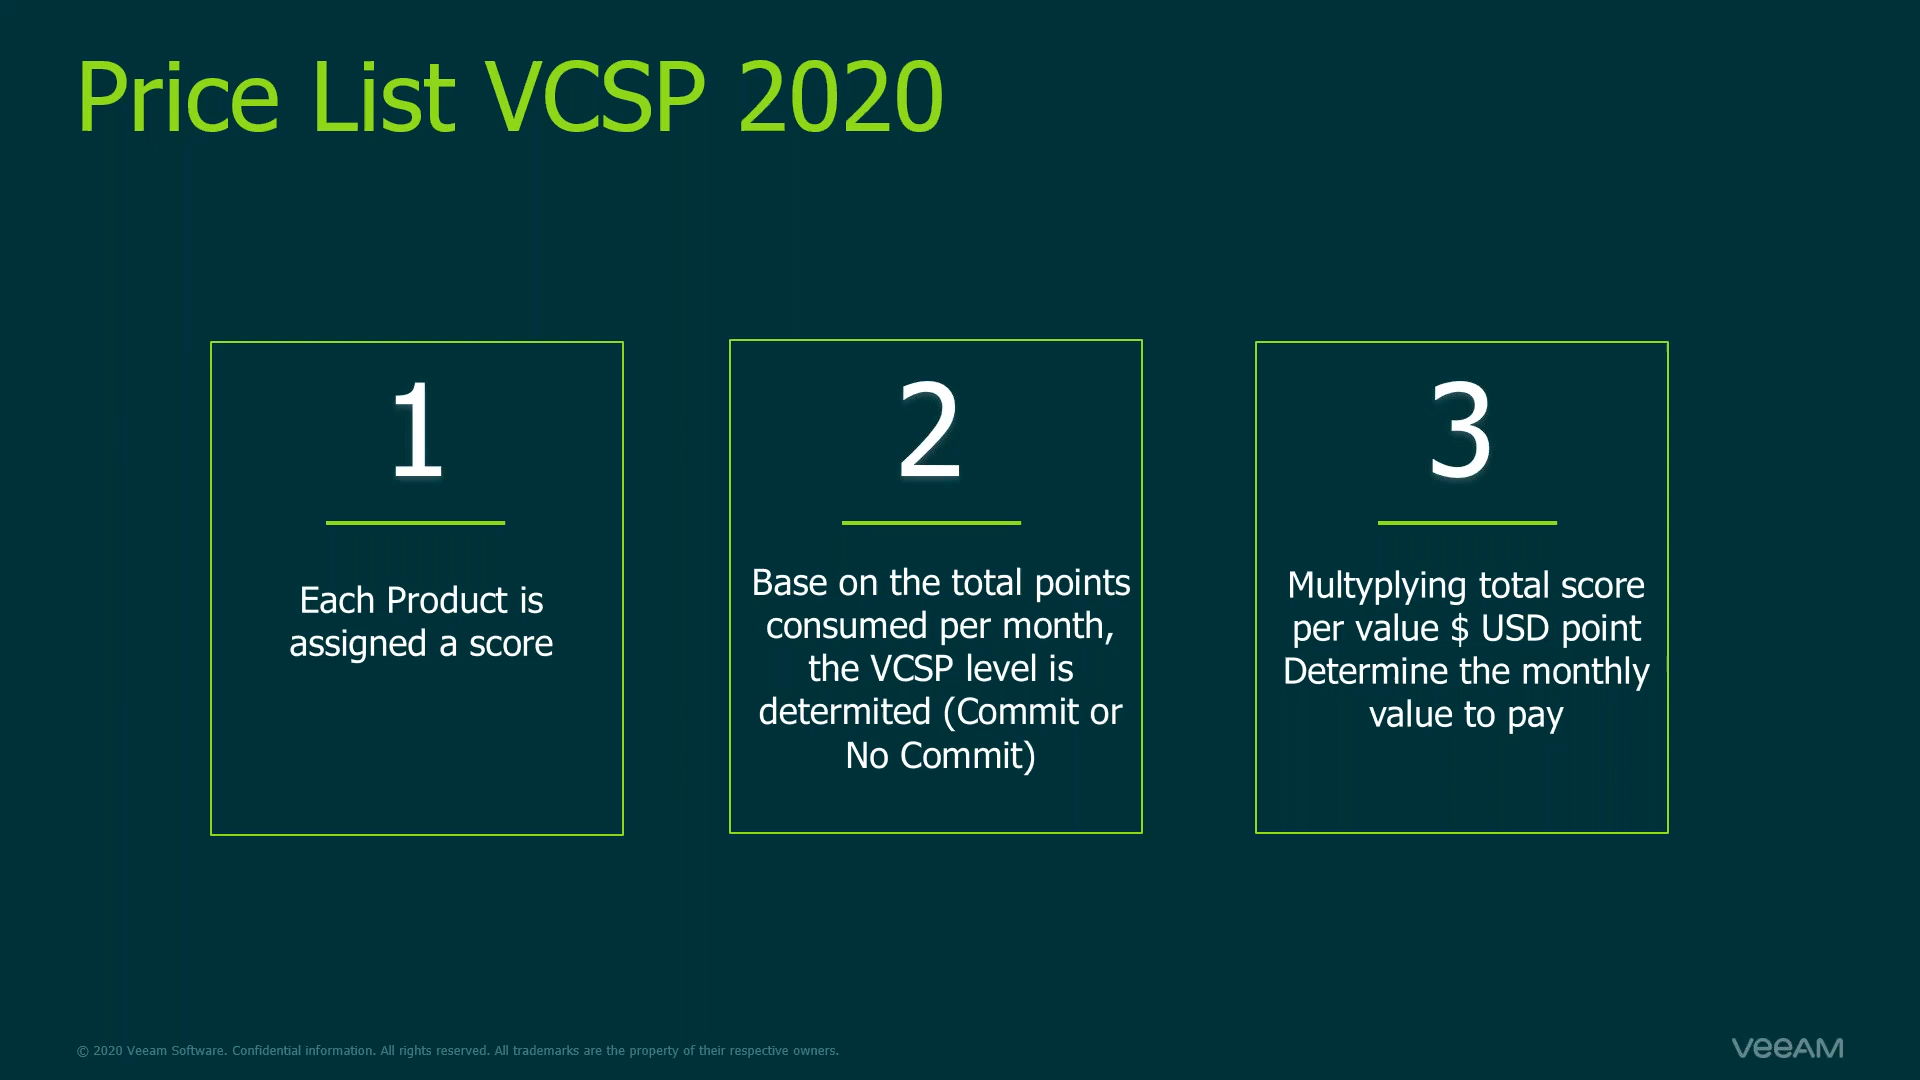 Price List VCSP 2020
1
Each Product is
assigned a score
2
Base on the total points
consumed per month,
the VCSP level is
determited (Commit or
No Commit)
3
Multyplying total score
per value $ USD point
Determine the monthly
value to pay
© 2020 Veeam Software. Confidential information. All rights reserved. All trademarks are the property of their respective owners.
veeAM